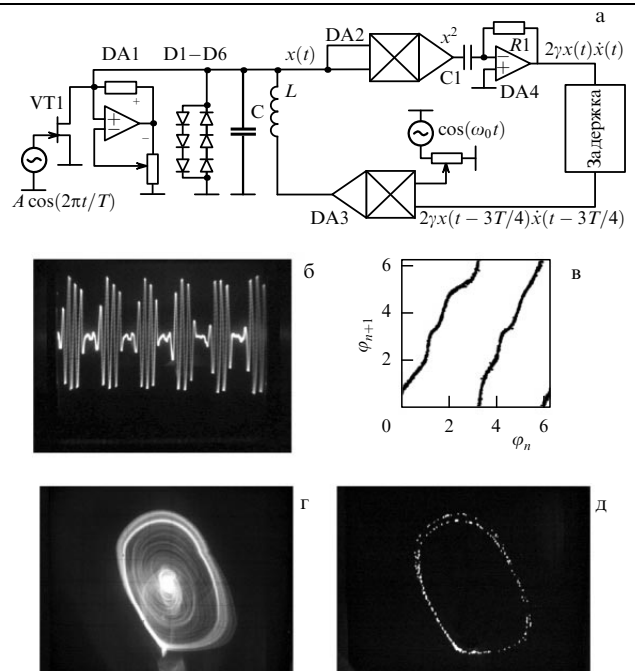 а
DA1
D1−D6
x(t)
DA2
x²
R1
2γx(t)ẋ(t)
VT1
+
−
+
−
C
L
C1
−
+
DA4
cos(ω₀t)
Задержка
A cos(2πt/T)
DA3
2γx(t − 3T/4)ẋ(t − 3T/4)
б
в
6
4
2
0
2
4
6
φₙ₊₁
φₙ
г
д